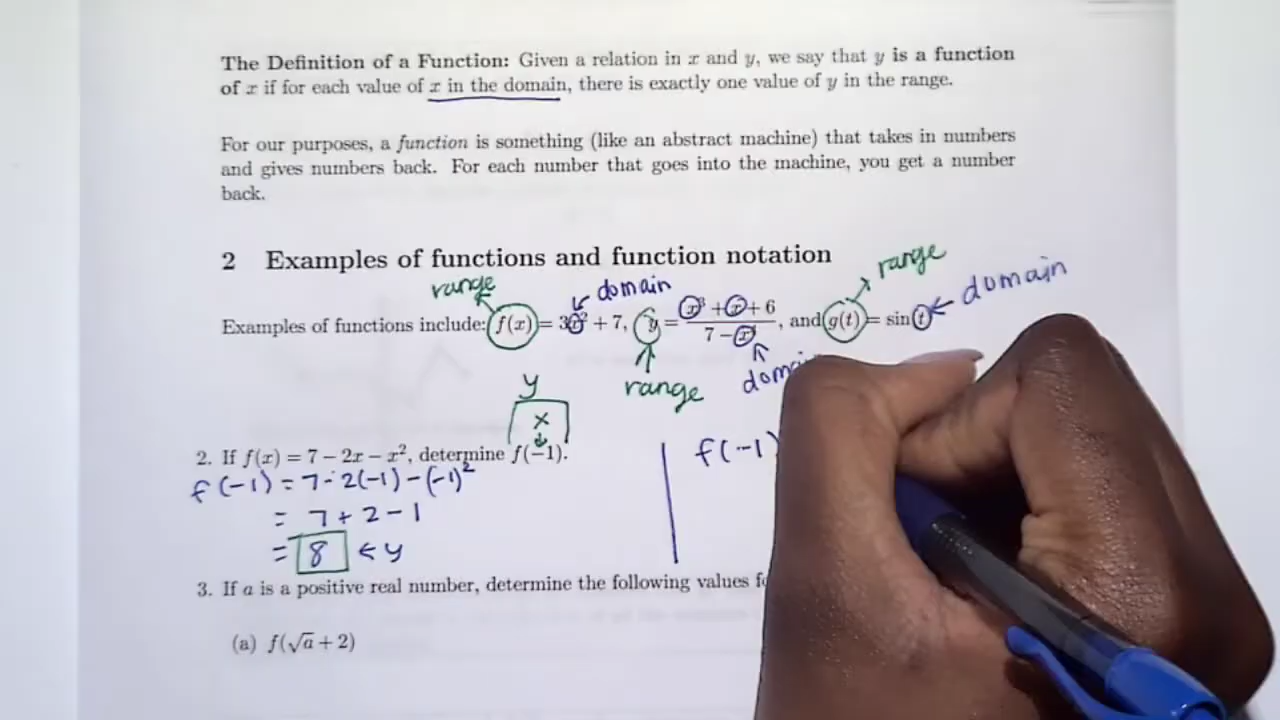 The Definition of a Function: Given a relation in x and y, we say that y is a function
of x if for each value of x in the domain, there is exactly one value of y in the range.
For our purposes, a function is something (like an abstract machine) that takes in numbers
and gives numbers back. For each number that goes into the machine, you get a number
back.
2 Examples of functions and function notation
range
domain
range
domain
Examples of functions include: f(x) = 3x² + 7, y = (x³ + x + 6)/(7 − x), and g(t) = sin t
range
y
x
2. If f(x) = 7 − 2x − x², determine f(−1).
f(-1) = 7 - 2(-1) - (-1)²
= 7 + 2 - 1
= 8 ← y
f(-1)
3. If a is a positive real number, determine the following values
(a) f(√a + 2)